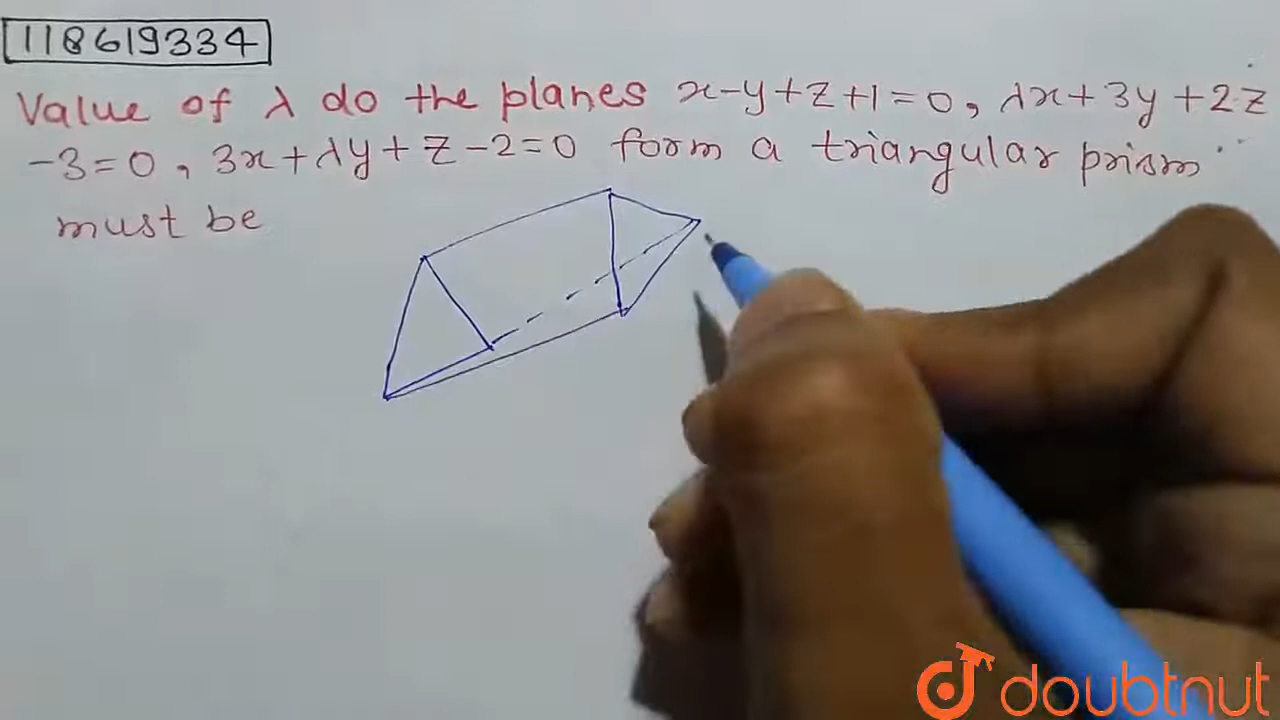 118619334
Value of λ do the planes x-y+z+1=0, λx+3y+2z
-3=0, 3x+λy+z-2=0 form a triangular prism
must be
doubtnut